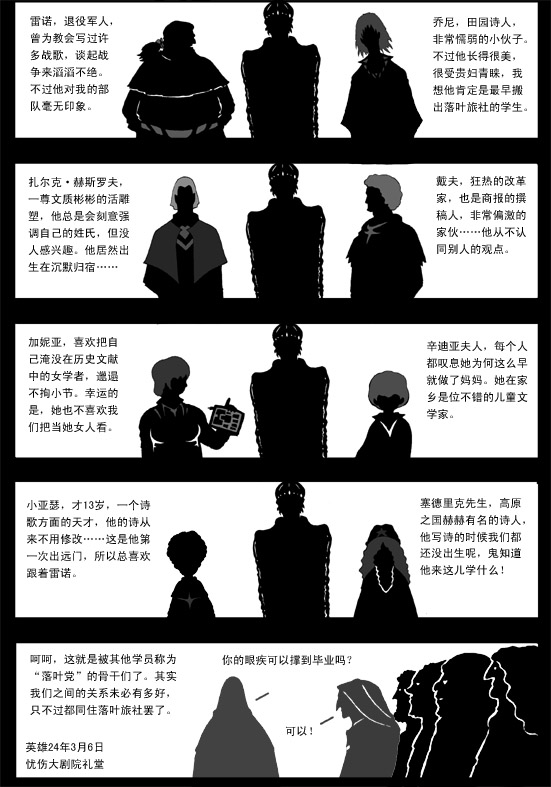 雷诺，退役军人，
曾为教会写过许
多战歌，谈起战
争来滔滔不绝。
不过他对我的部
队毫无印象。
乔尼，田园诗人，
非常懦弱的小伙子。
不过他长得很美，
很受贵妇青睐，我
想他肯定是最早搬
出落叶旅社的学生。
扎尔克·赫斯罗夫，
一尊文质彬彬的活雕
塑，他总是会刻意强
调自己的姓氏，但没
人感兴趣。他居然出
生在沉默归宿……
戴夫，狂热的改革
家，也是商报的撰
稿人，非常偏激的
家伙……他从不认
同别人的观点。
加妮亚，喜欢把自
己淹没在历史文献
中的女学者，邋遢
不拘小节。幸运的
是，她也不喜欢我
们把当她女人看。
辛迪亚夫人，每个人
都叹息她为何这么早
就做了妈妈。她在家
乡是位不错的儿童文
学家。
小亚瑟，才13岁，一个诗
歌方面的天才，他的诗从
来不用修改……这是他第
一次出远门，所以总喜欢
跟着雷诺。
塞德里克先生，高原
之国赫赫有名的诗人，
他写诗的时候我们都
还没出生呢，鬼知道
他来这儿学什么！
呵呵，这就是被其他学员称为
“落叶党”的骨干们了。其实
我们之间的关系未必有多好，
只不过都同住落叶旅社罢了。
英雄24年3月6日
忧伤大剧院礼堂
你的眼疾可以撑到毕业吗？
可以！